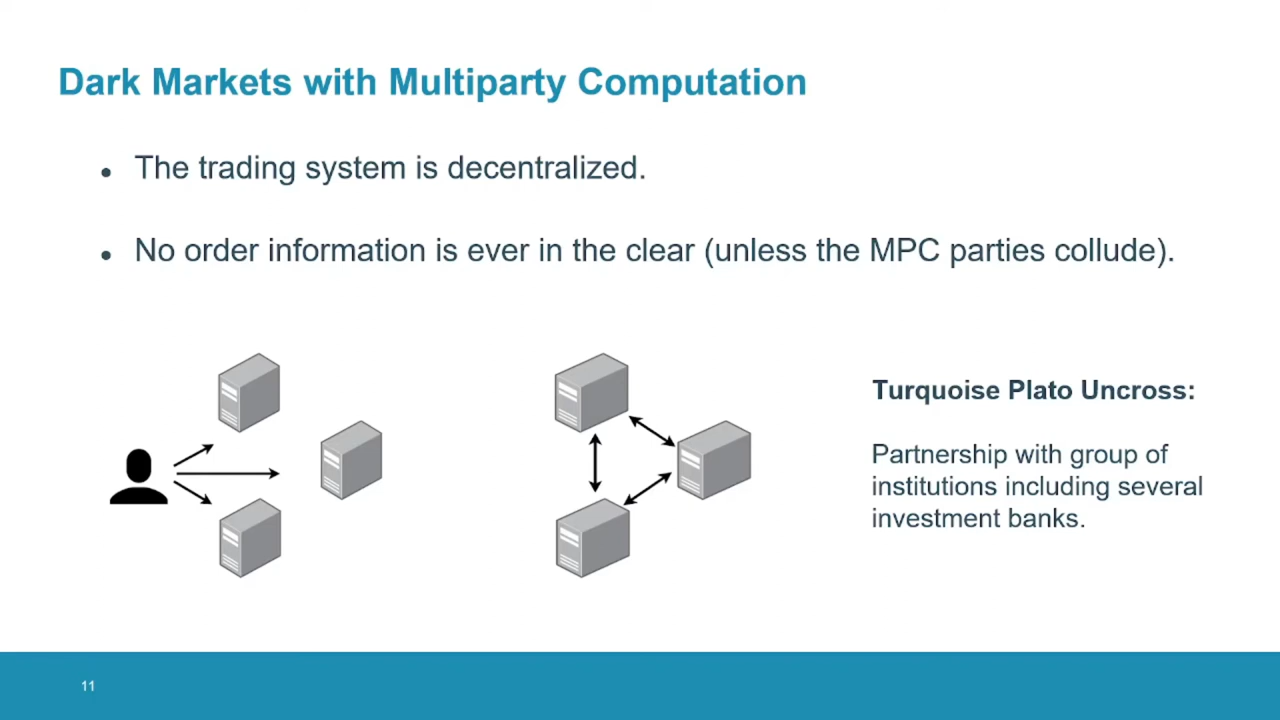 Dark Markets with Multiparty Computation
• The trading system is decentralized.
• No order information is ever in the clear (unless the MPC parties collude).
Turquoise Plato Uncross:
Partnership with group of
institutions including several
investment banks.
11